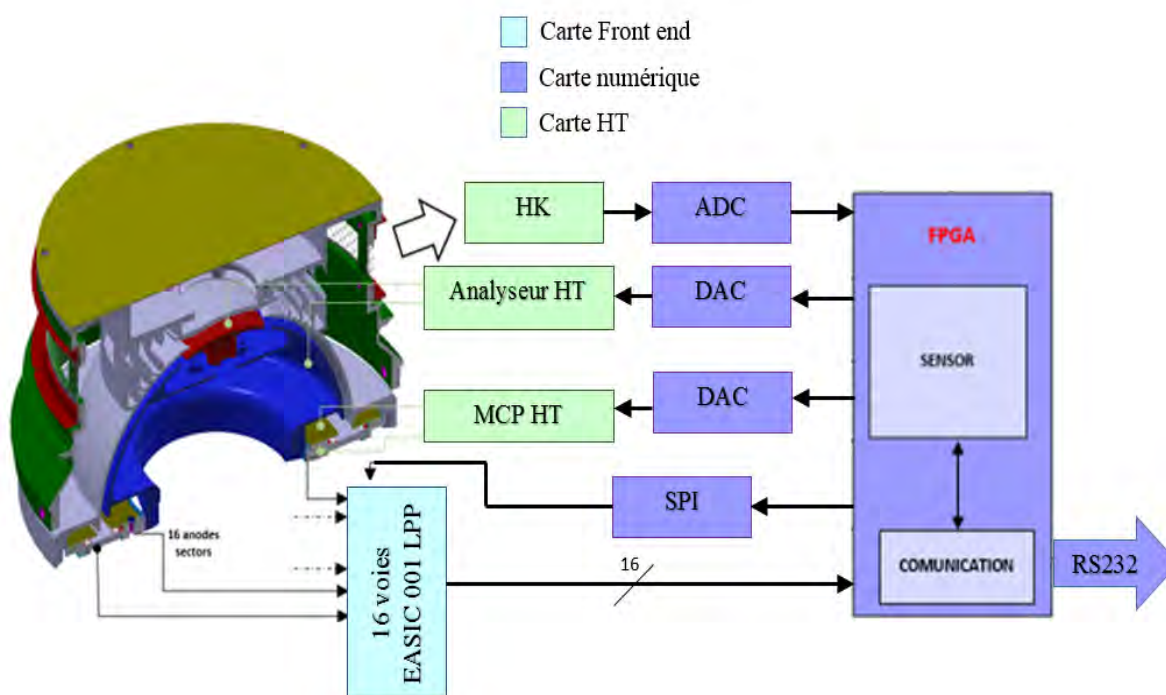 Carte Front end
Carte numérique
Carte HT
HK
ADC
FPGA
Analyseur HT
DAC
SENSOR
MCP HT
DAC
SPI
16 anodes
sectors
16 voies
EASIC 001 LPP
16
COMUNICATION
RS232